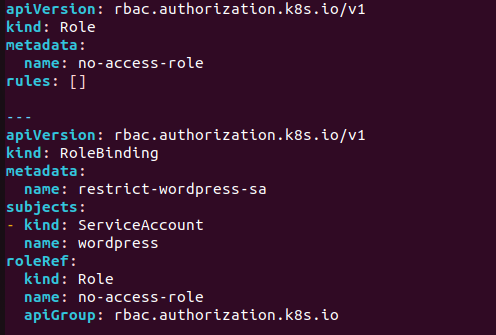 apiVersion: rbac.authorization.k8s.io/v1
kind: Role
metadata:
  name: no-access-role
rules: []

---
apiVersion: rbac.authorization.k8s.io/v1
kind: RoleBinding
metadata:
  name: restrict-wordpress-sa
subjects:
- kind: ServiceAccount
  name: wordpress
roleRef:
  kind: Role
  name: no-access-role
  apiGroup: rbac.authorization.k8s.io